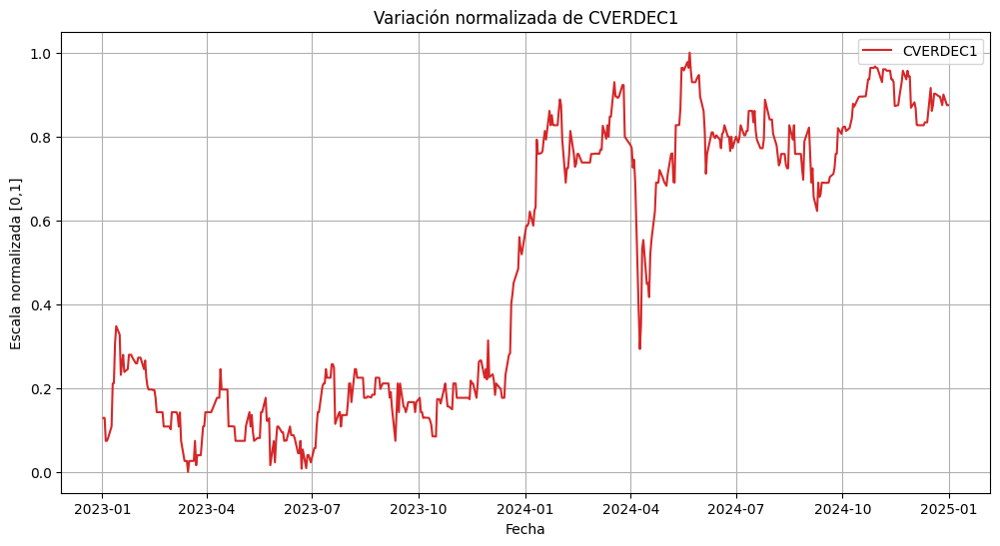 Variación normalizada de CVERDEC1
CVERDEC1
Escala normalizada [0,1]
1.0
0.8
0.6
0.4
0.2
0.0
2023-01 2023-04 2023-07 2023-10 2024-01 2024-04 2024-07 2024-10 2025-01
Fecha